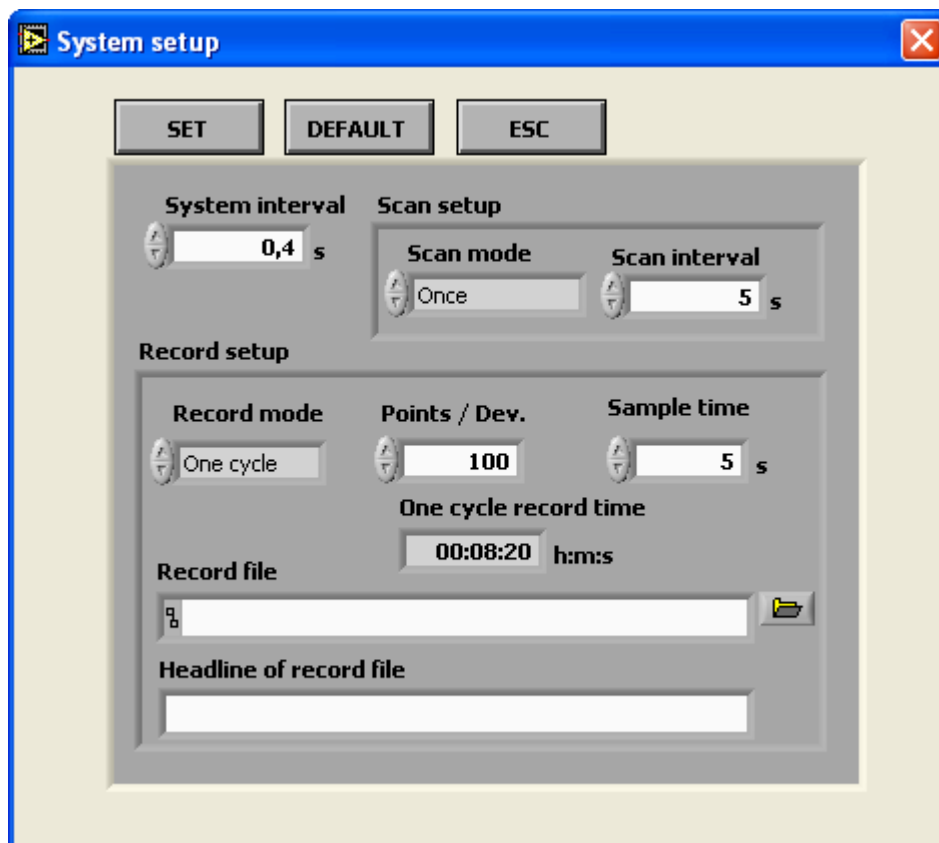 System setup
SET DEFAULT ESC
System interval
0,4 s
Scan setup
Scan mode
Once
Scan interval
5 s
Record setup
Record mode
One cycle
Points / Dev.
100
Sample time
5 s
One cycle record time
00:08:20 h:m:s
Record file
Headline of record file